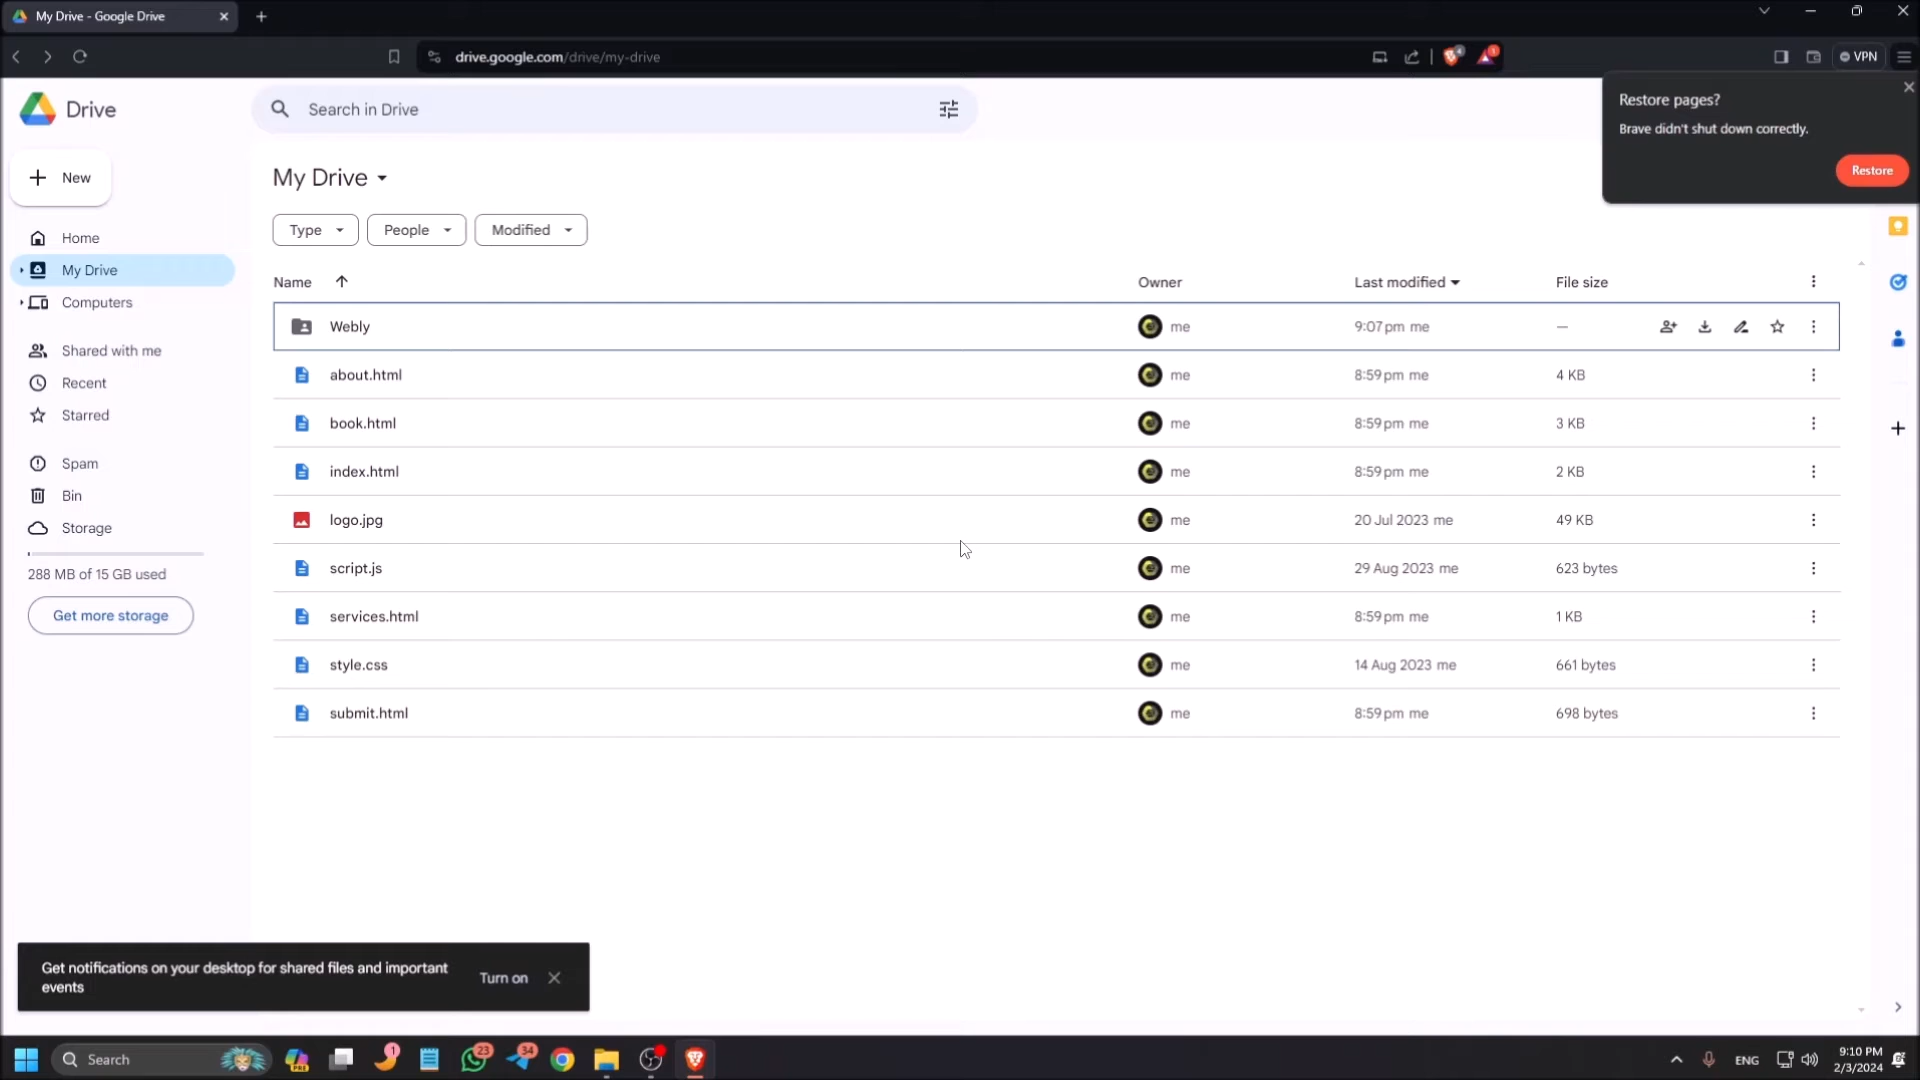 My Drive - Google Drive
drive.google.com/drive/my-drive
4
1
VPN
Drive
Search in Drive
Restore pages?
Brave didn't shut down correctly.
Restore
New
My Drive
Type
People
Modified
Home
My Drive
Computers
Shared with me
Recent
Starred
Spam
Bin
Storage
288 MB of 15 GB used
Get more storage
Name Owner Last modified File size
Webly me 9:07 pm me —
about.html me 8:59 pm me 4 KB
book.html me 8:59 pm me 3 KB
index.html me 8:59 pm me 2 KB
logo.jpg me 20 Jul 2023 me 49 KB
script.js me 29 Aug 2023 me 623 bytes
services.html me 8:59 pm me 1 KB
style.css me 14 Aug 2023 me 661 bytes
submit.html me 8:59 pm me 698 bytes
Get notifications on your desktop for shared files and important
events
Turn on
Search
PRE
1
23
34
ENG
9:10 PM
2/3/2024